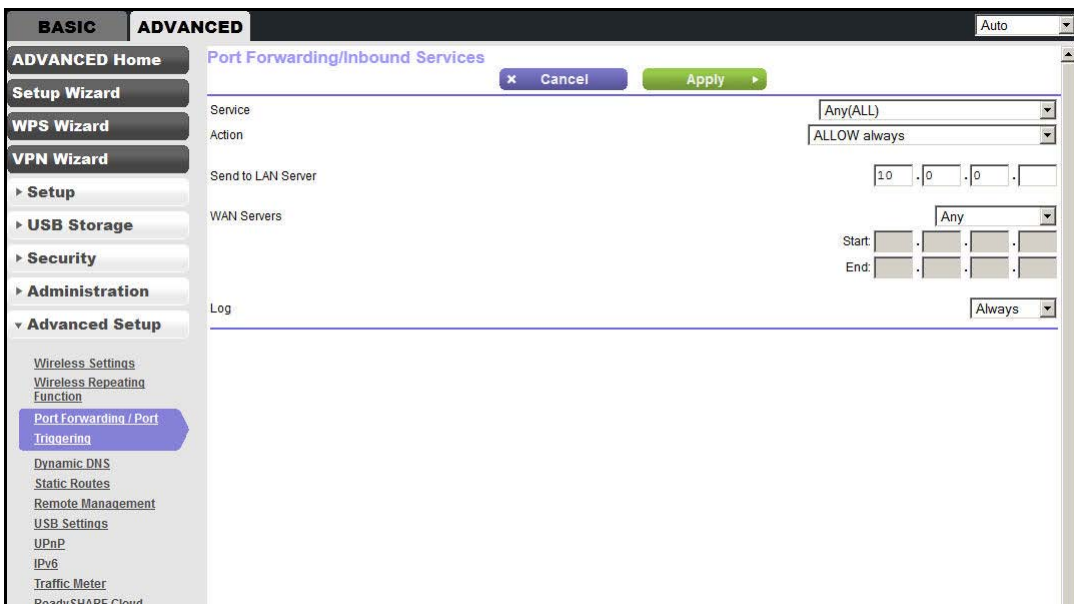 BASIC ADVANCED Auto
ADVANCED Home
Setup Wizard
WPS Wizard
VPN Wizard
Setup
USB Storage
Security
Administration
Advanced Setup
Wireless Settings
Wireless Repeating
Function
Port Forwarding / Port
Triggering
Dynamic DNS
Static Routes
Remote Management
USB Settings
UPnP
IPv6
Traffic Meter
ReadySHARE Cloud
Port Forwarding/Inbound Services
× Cancel Apply
Service Any(ALL)
Action ALLOW always
Send to LAN Server 10 . 0 . 0 .
WAN Servers Any
Start: . . .
End: . . .
Log Always